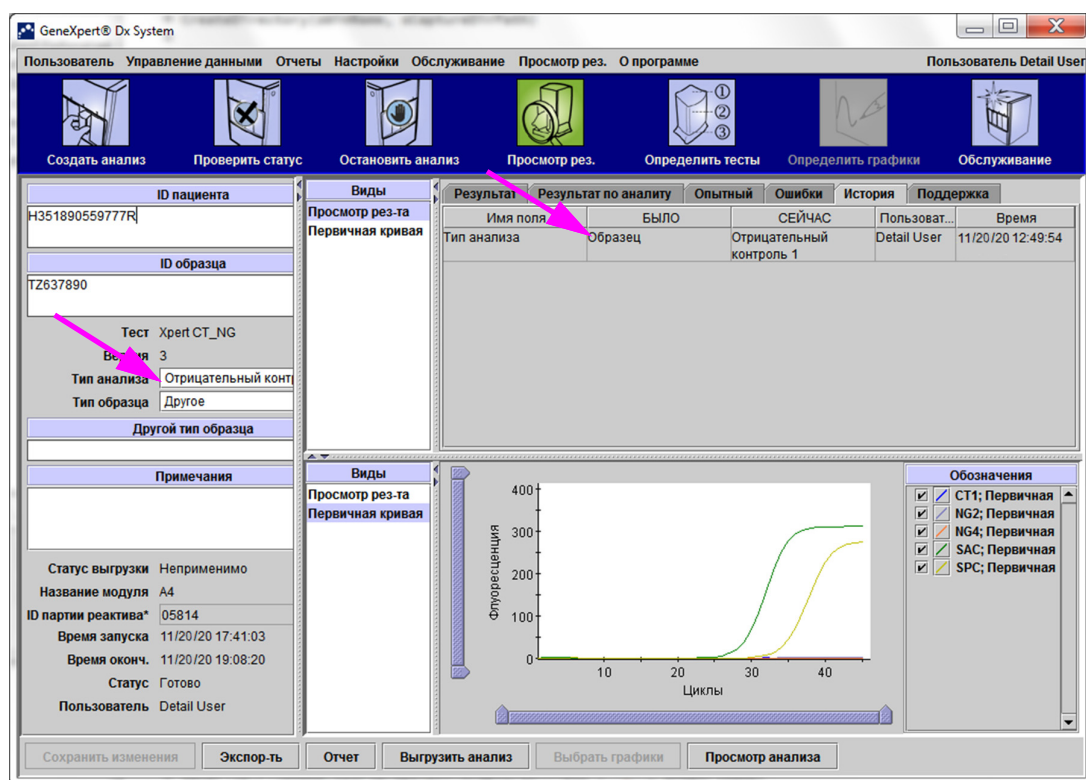 GeneXpert® Dx System
Пользователь Управление данными Отчеты Настройки Обслуживание Просмотр рез. О программе Пользователь Detail User
Создать анализ Проверить статус Остановить анализ Просмотр рез. Определить тесты Определить графики Обслуживание
ID пациента
H351890559777R
ID образца
TZ637890
Тест Xpert CT_NG
Версия 3
Тип анализа Отрицательный конт
Тип образца Другое
Другой тип образца
Примечания
Статус выгрузки Неприменимо
Название модуля A4
ID партии реактива* 05814
Время запуска 11/20/20 17:41:03
Время оконч. 11/20/20 19:08:20
Статус Готово
Пользователь Detail User
Виды
Просмотр рез-та
Первичная кривая
Результат Результат по аналиту Опытный Ошибки История Поддержка
Имя поля БЫЛО СЕЙЧАС Пользоват... Время
Тип анализа Образец Отрицательный контроль 1 Detail User 11/20/20 12:49:54
Виды
Просмотр рез-та
Первичная кривая
Флуоресценция
400
300
200
100
0
10 20 30 40
Циклы
Обозначения
CT1; Первичная
NG2; Первичная
NG4; Первичная
SAC; Первичная
SPC; Первичная
Сохранить изменения Экспор-ть Отчет Выгрузить анализ Выбрать графики Просмотр анализа